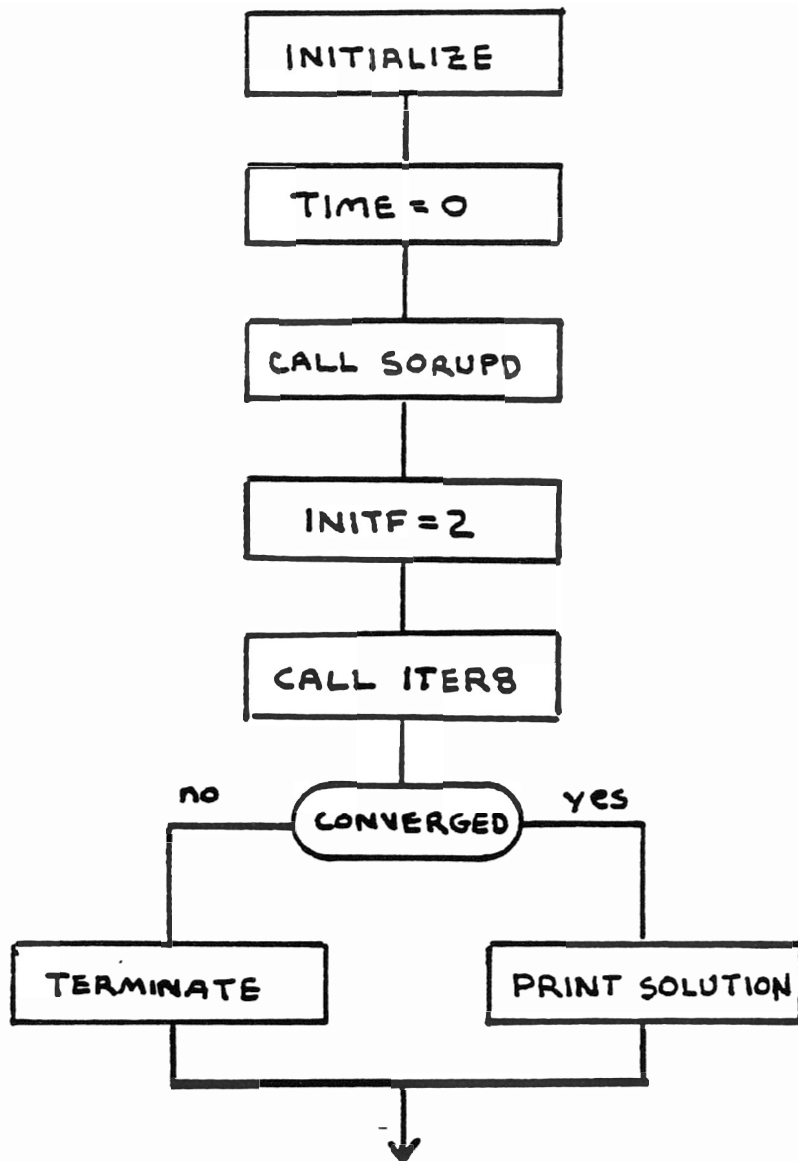 INITIALIZE
TIME = 0
CALL SORUPD
INITF = 2
CALL ITER8
no
yes
CONVERGED
TERMINATE
PRINT SOLUTION